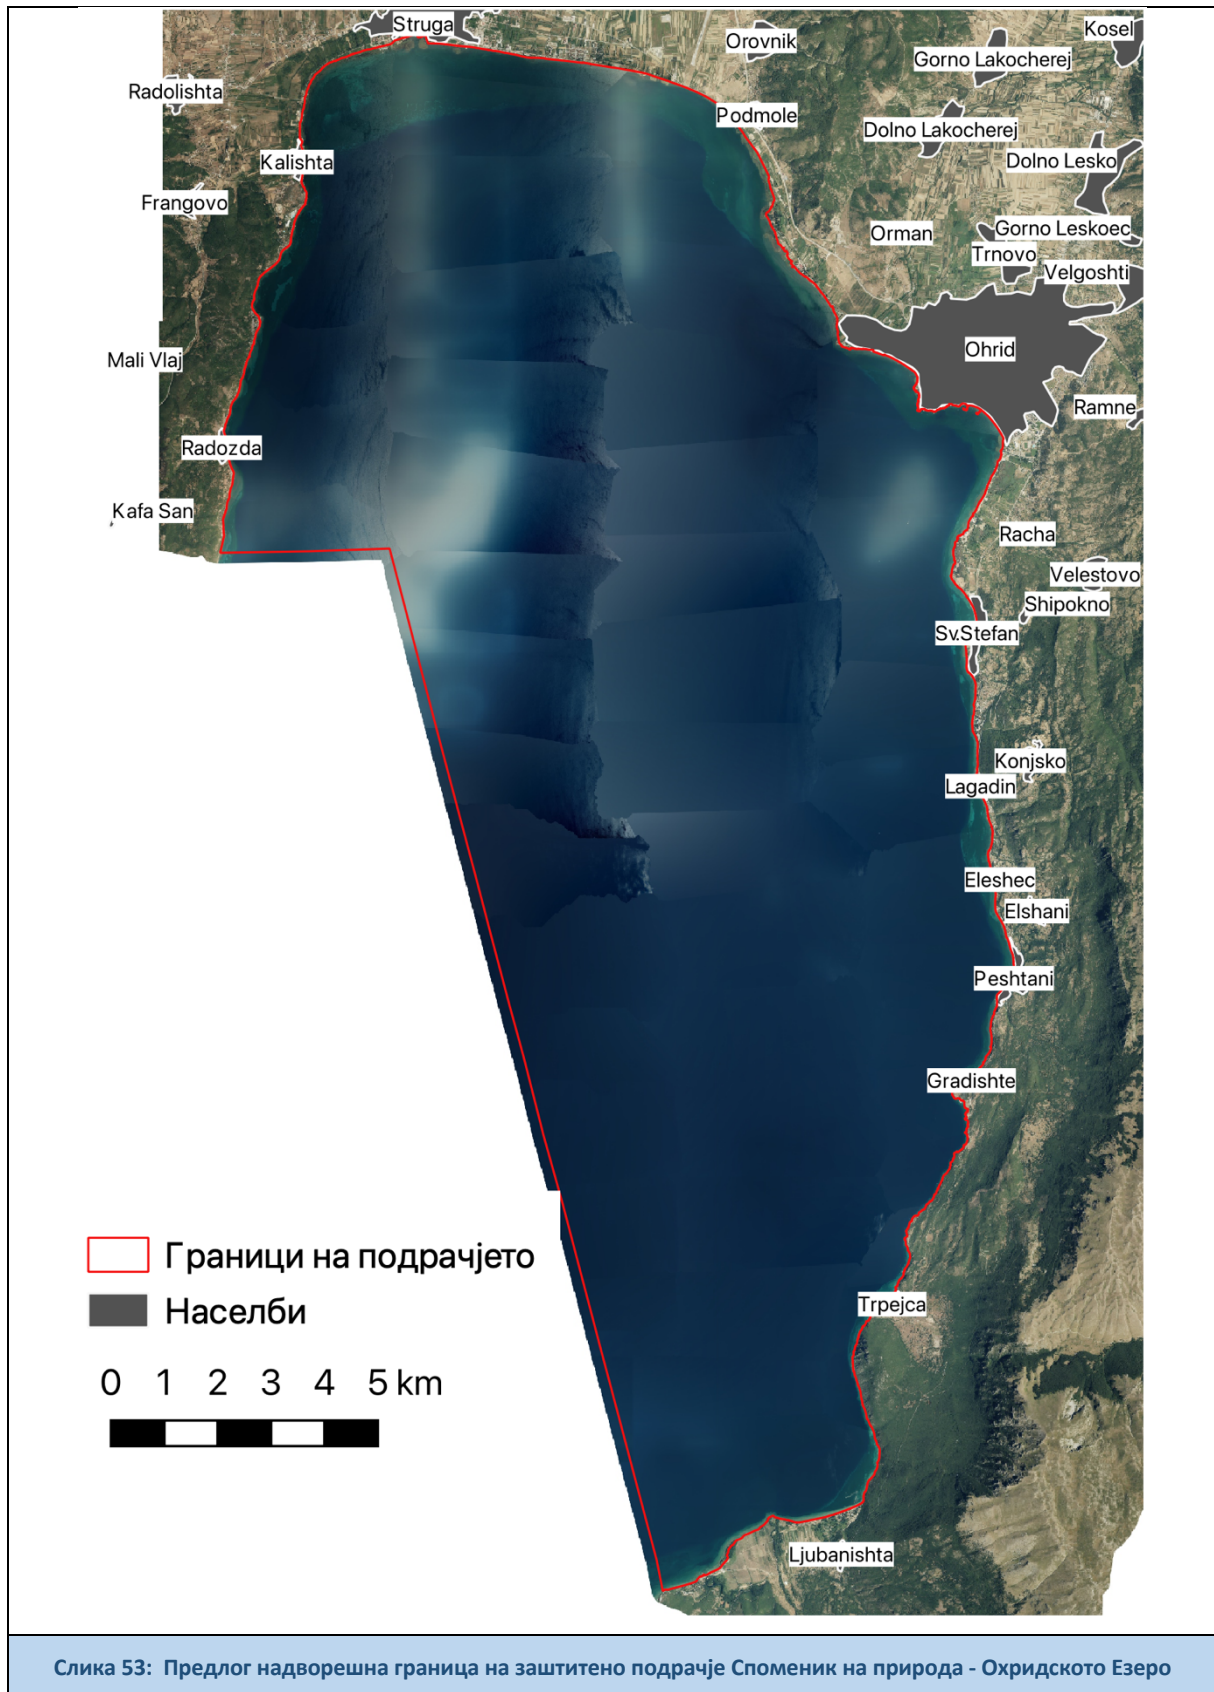 Struga
Orovnik
Kosel
Gorno Lakocherej
Radolishta
Podmole
Dolno Lakocherej
Kalishta
Dolno Lesko
Frangovo
Orman
Gorno Leskoec
Trnovo
Velgoshti
Ohrid
Mali Vlaj
Ramne
Radozda
Kafa San
Racha
Velestovo
Shipokno
Sv.Stefan
Konjsko
Lagadin
Eleshec
Elshani
Peshtani
Gradishte
Граници на подрачјето
Населби
Trpejca
0 1 2 3 4 5 km
Ljubanishta
Слика 53: Предлог надворешна граница на заштитено подрачје Споменик на природа - Охридското Езеро